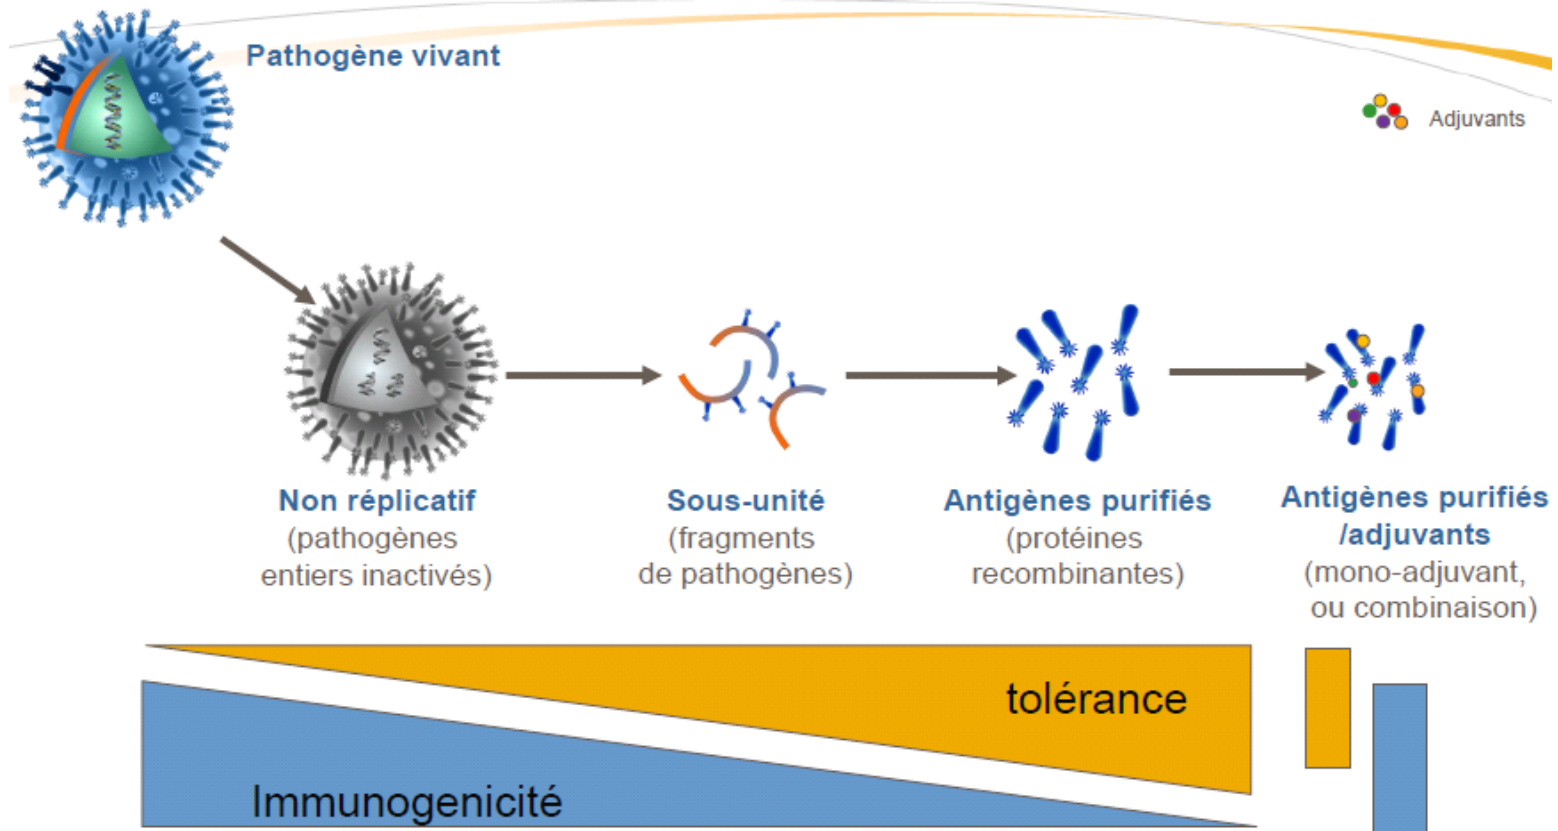 Pathogène vivant
Adjuvants
Non réplicatif
(pathogènes
entiers inactivés)
Sous-unité
(fragments
de pathogènes)
Antigènes purifiés
(protéines
recombinantes)
Antigènes purifiés
/adjuvants
(mono-adjuvant,
ou combinaison)
tolérance
Immunogenicité